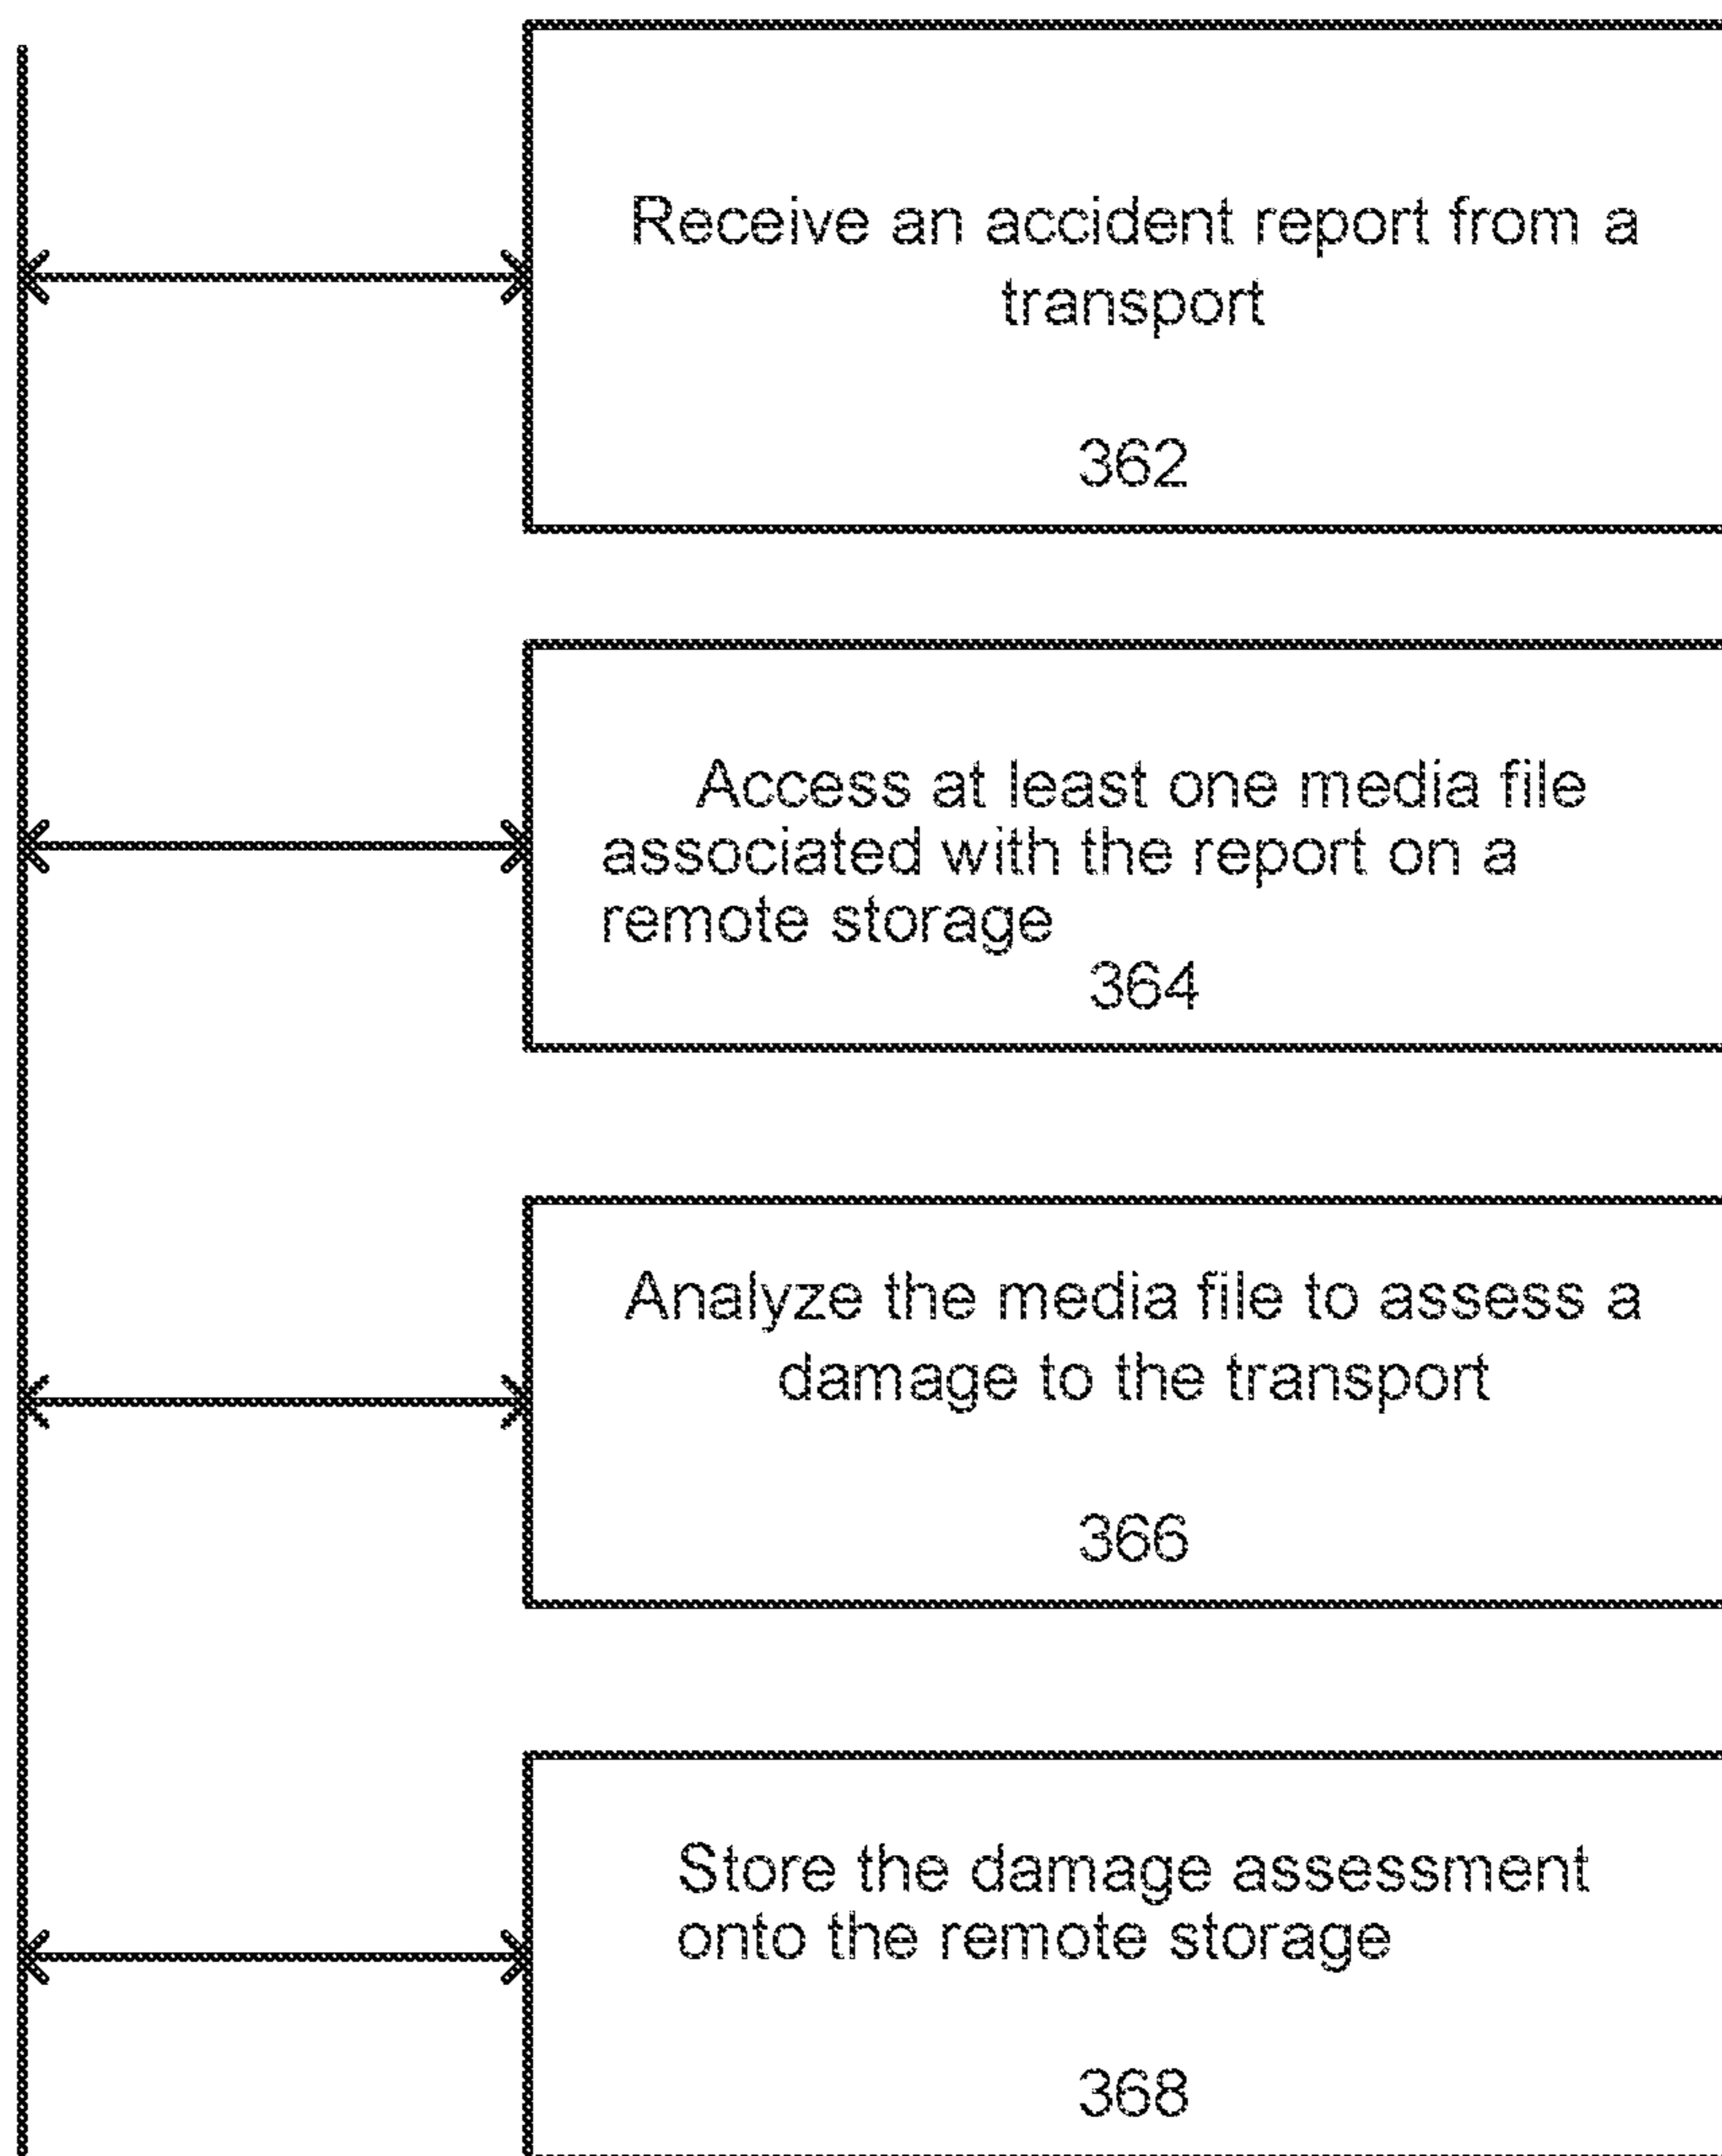 Receive an accident report from a
transport
362
Access at least one media file
associated with the report on a
remote storage
364
Analyze the media file to assess a
damage to the transport
366
Store the damage assessment
onto the remote storage
368